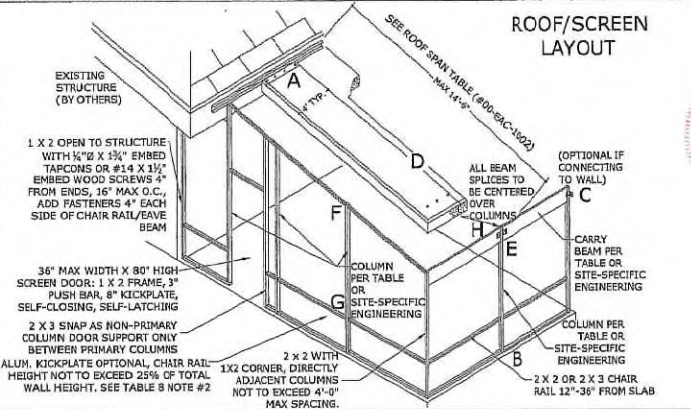 ROOF/SCREEN
LAYOUT
SEE ROOF SPAN TABLE (#00-EAC-1502)
MAX 14'-6"
EXISTING
STRUCTURE
(BY OTHERS)
A
4' TYP.
D
1 X 2 OPEN TO STRUCTURE
WITH ¼"Ø X 1¾" EMBED
TAPCONS OR #14 X 1½"
EMBED WOOD SCREWS 4"
FROM ENDS, 16" MAX O.C.,
ADD FASTENERS 4" EACH
SIDE OF CHAIR RAIL/EAVE
BEAM
ALL BEAM
SPLICES TO
BE CENTERED
OVER
COLUMNS
(OPTIONAL IF
CONNECTING
TO WALL)
C
F
H
E
CARRY
BEAM PER
TABLE OR
SITE-SPECIFIC
ENGINEERING
36" MAX WIDTH X 80" HIGH
SCREEN DOOR: 1 X 2 FRAME, 3"
PUSH BAR, 8" KICKPLATE,
SELF-CLOSING, SELF-LATCHING
COLUMN
PER TABLE
OR
SITE-SPECIFIC
ENGINEERING
G
2 X 3 SNAP AS NON-PRIMARY
COLUMN DOOR SUPPORT ONLY
BETWEEN PRIMARY COLUMNS
COLUMN PER
TABLE OR
SITE-SPECIFIC
ENGINEERING
B
ALUM. KICKPLATE OPTIONAL, CHAIR RAIL
HEIGHT NOT TO EXCEED 25% OF TOTAL
WALL HEIGHT. SEE TABLE 8 NOTE #2
2 x 2 WITH
1X2 CORNER, DIRECTLY
ADJACENT COLUMNS
NOT TO EXCEED 4'-0"
MAX SPACING.
2 X 2 OR 2 X 3 CHAIR
RAIL 12"-36" FROM SLAB